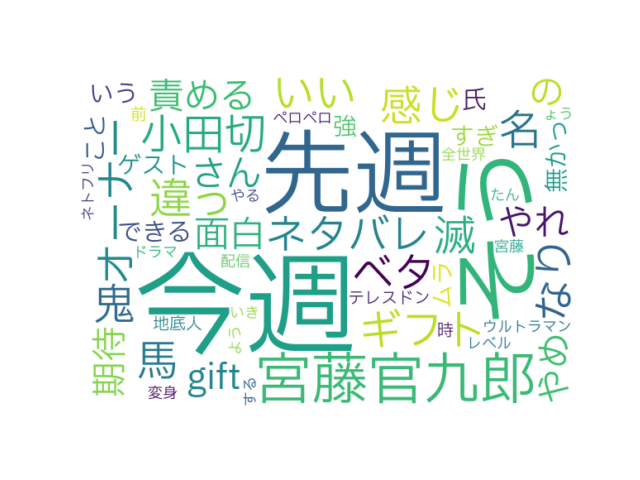 いう
前
責める
いい
感じ
氏
の
こと
オーナー
小田切
ペロペロ
強
すぎ
名
ょう
無かっ
ネトフリ
ゲスト
さん
先週
全世界
違っ
やる
たん
やれ
できる
面白
ネタバレ
滅
こそ
宮藤
なり
ドラマ
配信
ベタ
ムラ
鬼
今週
テレスドン
期待
地底人
いき
よう
ギフト
時
ウルトラマン
レベル
馬
gift
宮藤官九郎
やめ
変身
する